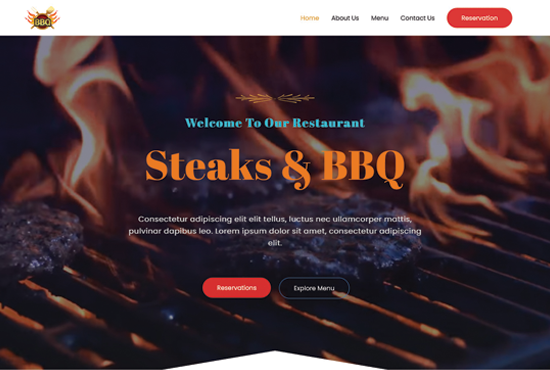 BBQ
Home About Us Menu Contact Us Reservation
Welcome To Our Restaurant
Steaks & BBQ
Consectetur adipiscing elit elit tellus, luctus nec ullamcorper mattis,
pulvinar dapibus leo. Lorem ipsum dolor sit amet, consectetur adipiscing
elit.
Reservations Explore Menu